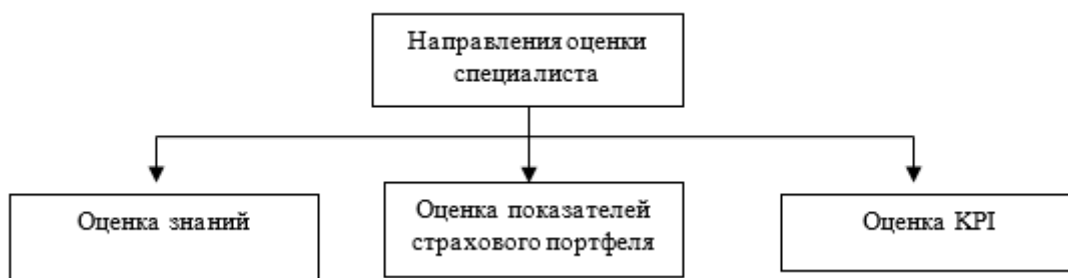 Направления оценки
специалиста
Оценка знаний
Оценка показателей
страхового портфеля
Оценка KPI